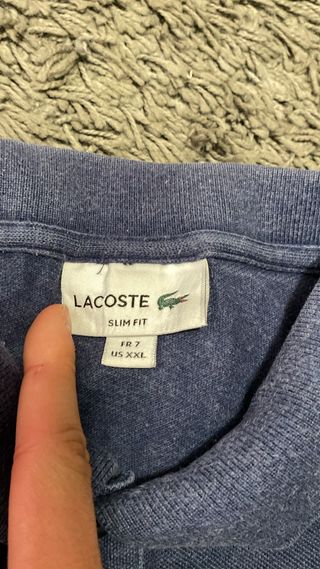 LACOSTE
SLIM FIT
FR 7
US XXL